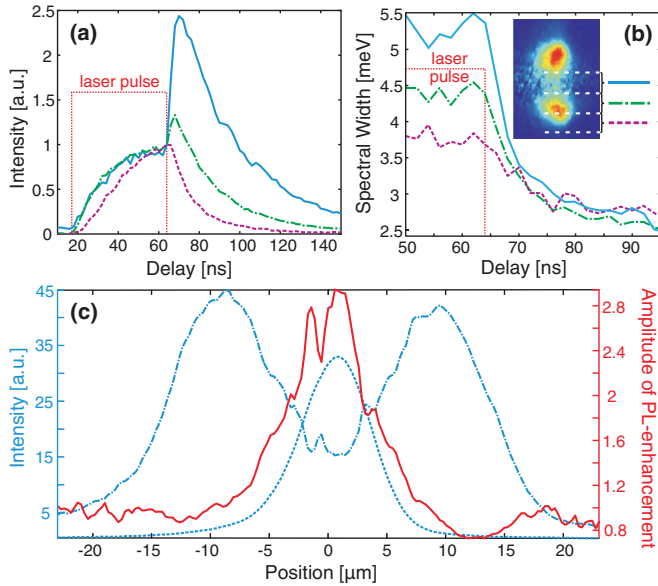 (a)
laser pulse
Intensity [a.u.]
2.5
2
1.5
1
0.5
0
20 40 60 80 100 120 140
Delay [ns]
(b)
laser
pulse
Spectral Width [meV]
5.5
5
4.5
4
3.5
3
2.5
50 60 70 80 90
Delay [ns]
(c)
Intensity [a.u.]
45
35
25
15
5
-20 -15 -10 -5 0 5 10 15 20
Position [µm]
Amplitude of PL-enhancement
2.8
2.4
2
1.6
1.2
0.8